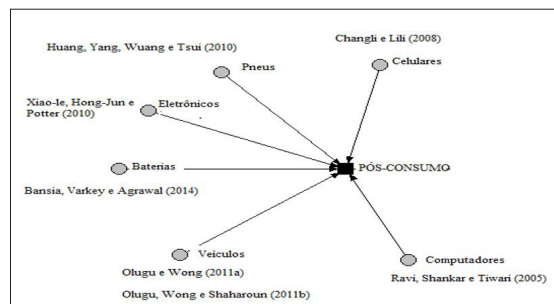 Huang, Yang, Wuang e Tsui (2010)
Pneus
Changli e Lili (2008)
Celulares
Xiao-le, Hong-Jun e
Potter (2010)
Eletrônicos
Baterias
Bansia, Varkey e Agrawal (2014)
PÓS-CONSUMO
Veículos
Olugu e Wong (2011a)
Olugu, Wong e Shaharoun (2011b)
Computadores
Ravi, Shankar e Tiwari (2005)